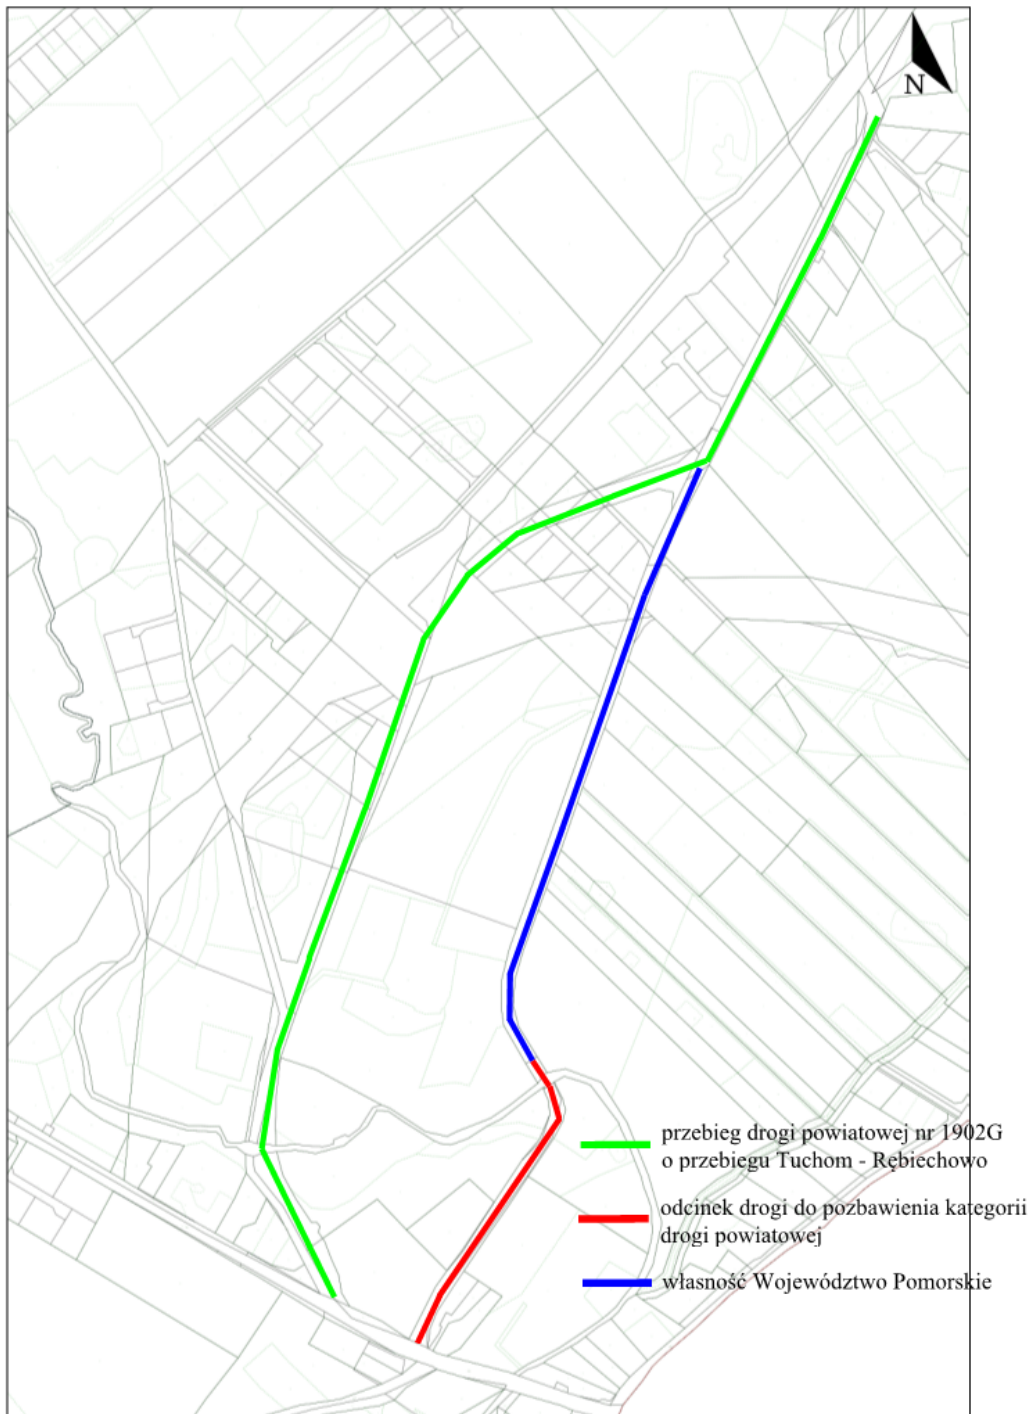 N
przebieg drogi powiatowej nr 1902G
o przebiegu Tuchom - Rębiechowo
odcinek drogi do pozbawienia kategorii
drogi powiatowej
własność Województwo Pomorskie